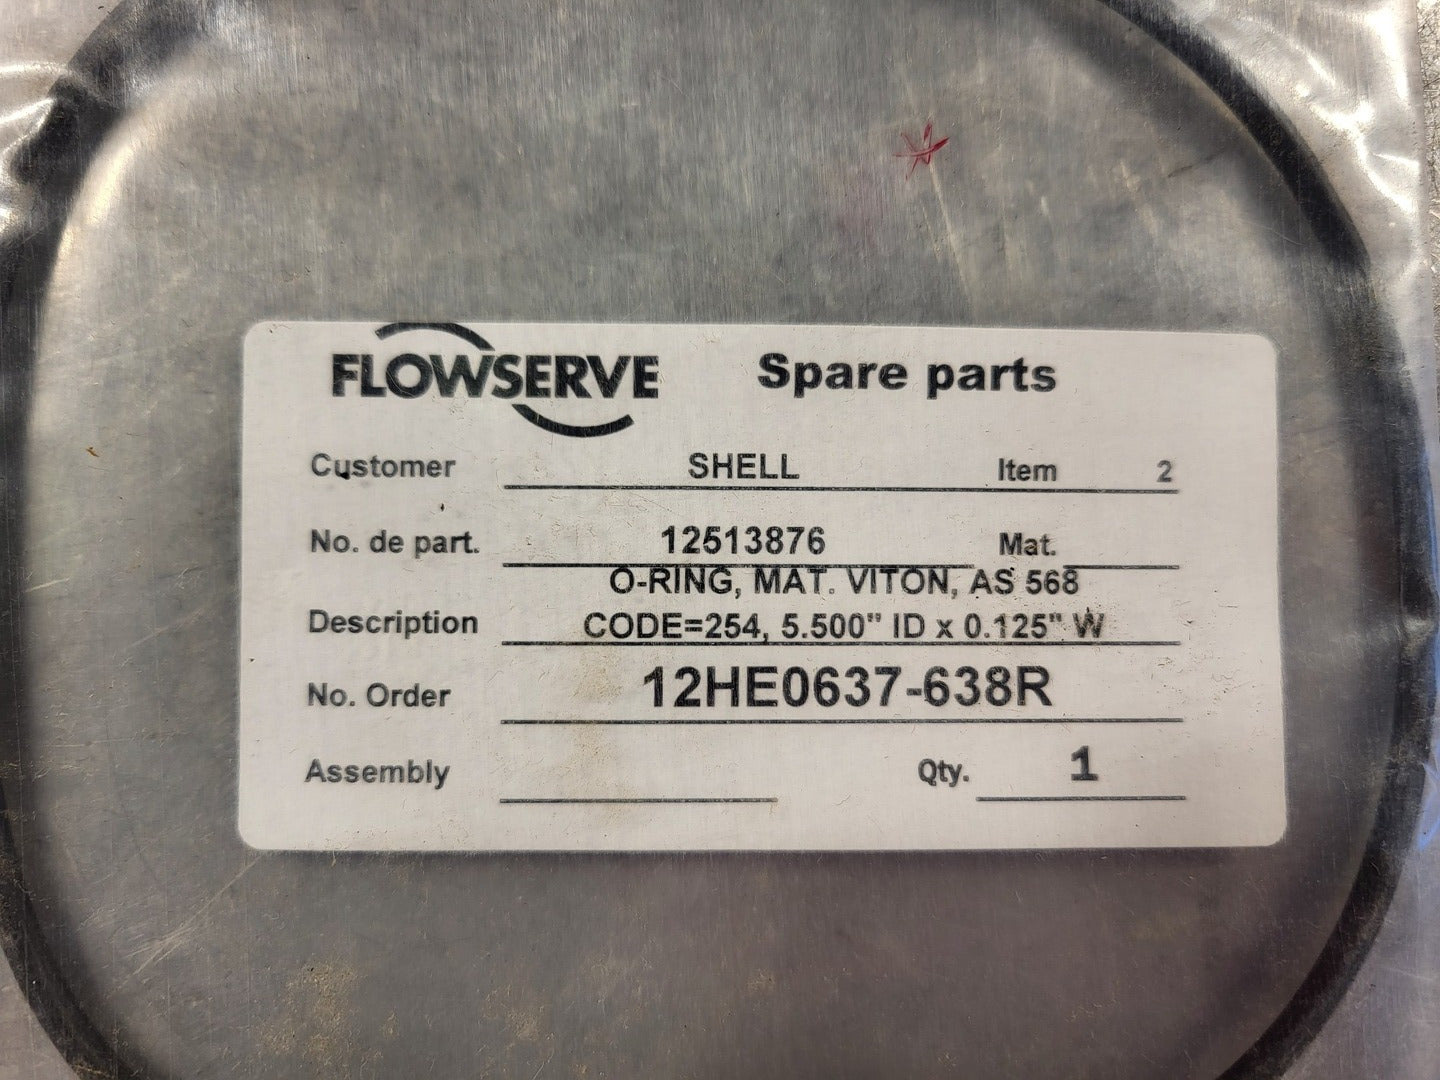 FLOWSERVE Spare parts
Customer SHELL Item 2
No. de part. 12513876 Mat.
O-RING, MAT. VITON, AS 568
Description CODE=254, 5.500" ID x 0.125" W
No. Order 12HE0637-638R
Assembly Qty. 1